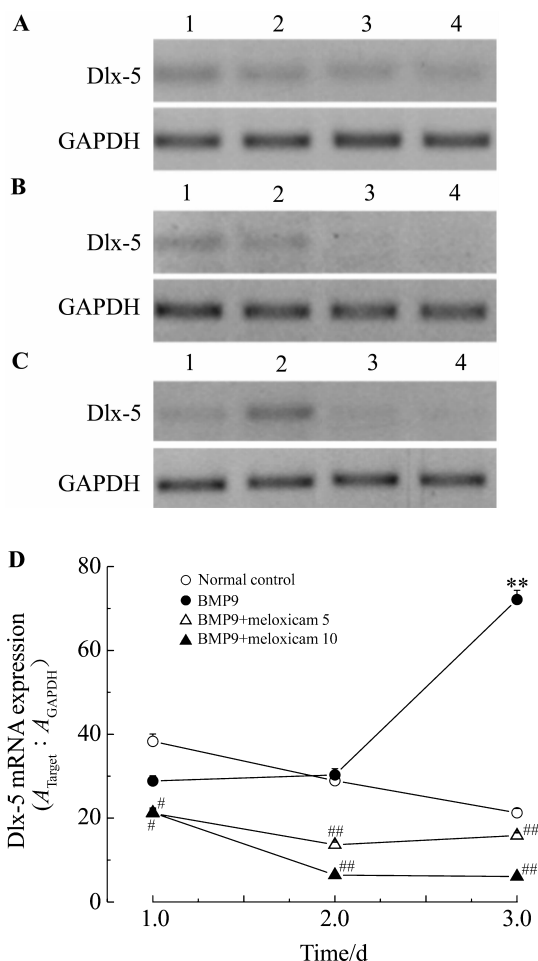 A
1 2 3 4
Dlx-5
GAPDH
B
1 2 3 4
Dlx-5
GAPDH
C
1 2 3 4
Dlx-5
GAPDH
D
Dlx-5 mRNA expression
(A_Target : A_GAPDH)
80
60
40
20
0
Normal control
BMP9
BMP9+meloxicam 5
BMP9+meloxicam 10
**
#
#
##
##
##
##
1.0 2.0 3.0
Time/d